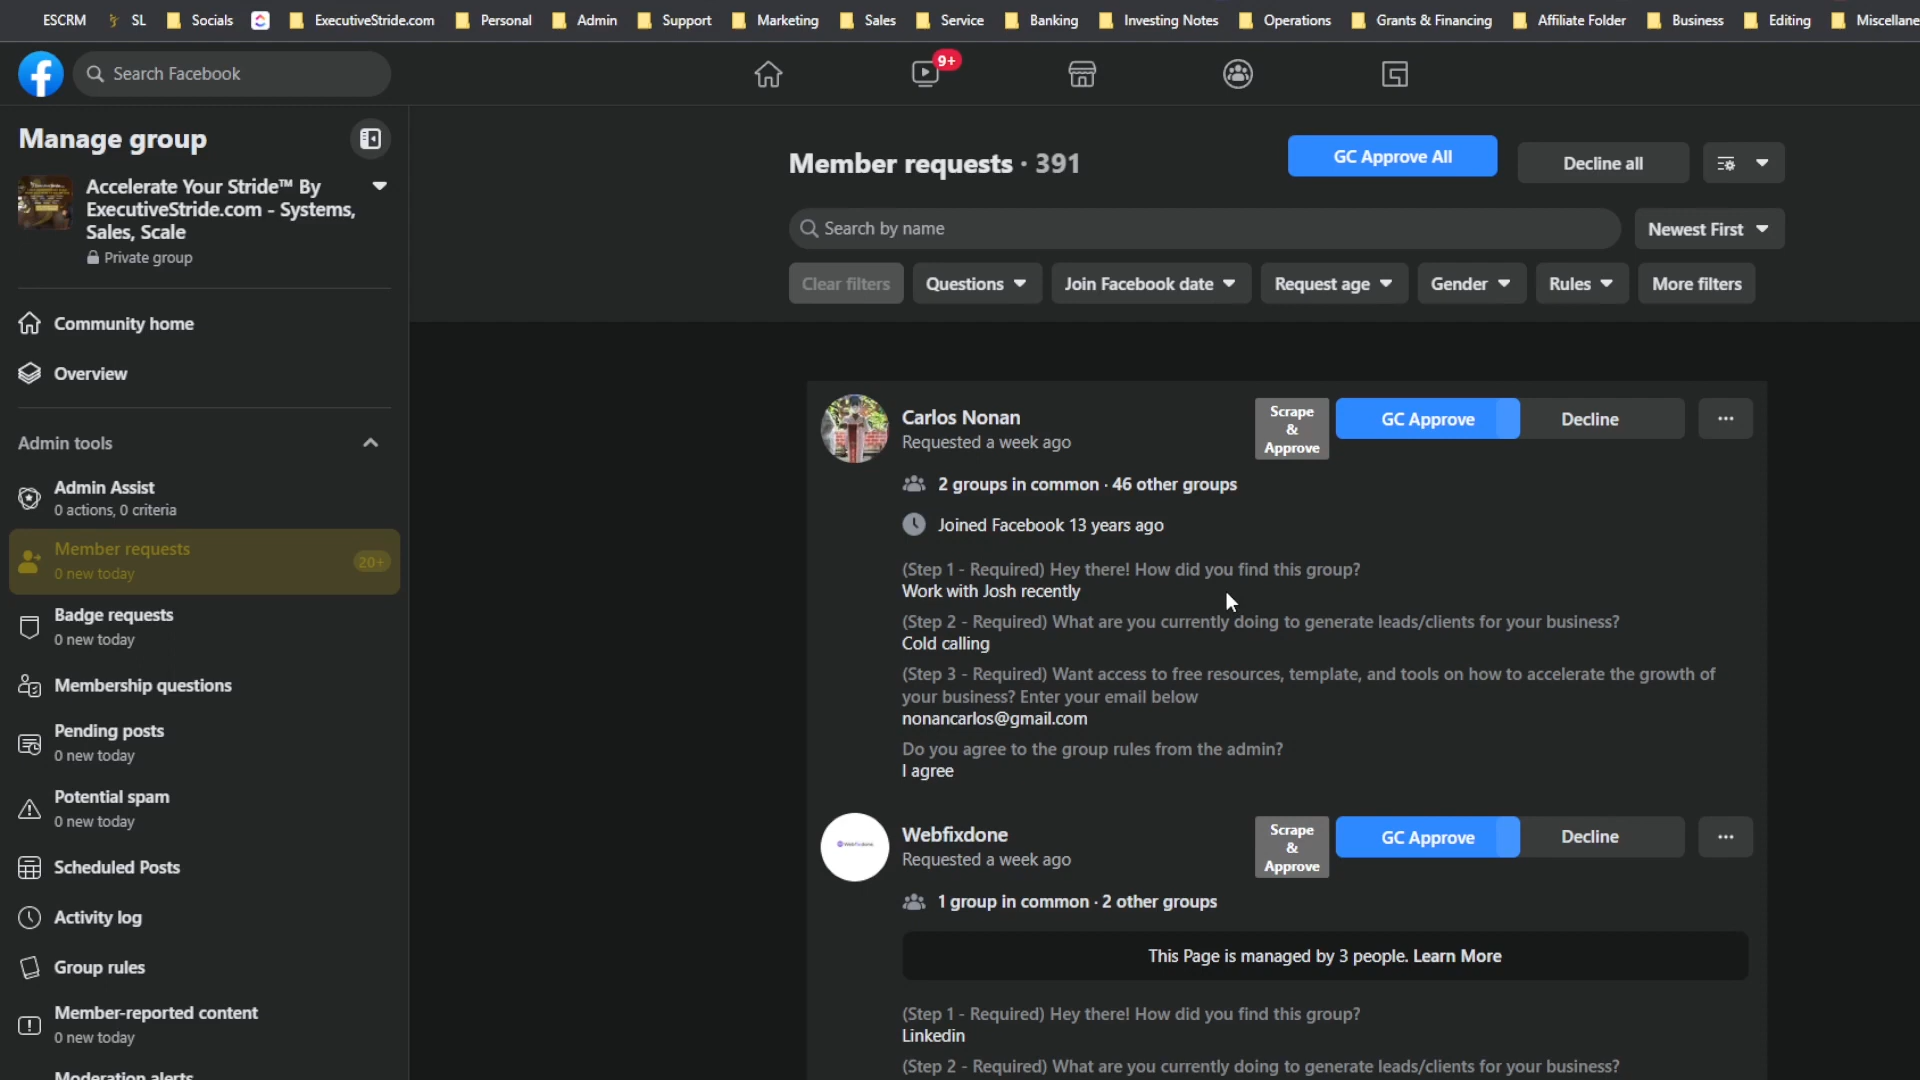 ESCRM SL Socials ExecutiveStride.com Personal Admin Support Marketing Sales Service Banking Investing Notes Operations Grants & Financing Affiliate Folder Business Editing Miscellane
Search Facebook
9+
Manage group
Accelerate Your Stride™ By
ExecutiveStride.com - Systems,
Sales, Scale
Private group
Community home
Overview
Admin tools
Admin Assist
0 actions, 0 criteria
Member requests
0 new today
20+
Badge requests
0 new today
Membership questions
Pending posts
0 new today
Potential spam
0 new today
Scheduled Posts
Activity log
Group rules
Member-reported content
0 new today
Moderation alerts
Member requests · 391
GC Approve All
Decline all
Search by name
Newest First
Clear filters
Questions
Join Facebook date
Request age
Gender
Rules
More filters
Carlos Nonan
Requested a week ago
Scrape
&
Approve
GC Approve
Decline
2 groups in common · 46 other groups
Joined Facebook 13 years ago
(Step 1 - Required) Hey there! How did you find this group?
Work with Josh recently
(Step 2 - Required) What are you currently doing to generate leads/clients for your business?
Cold calling
(Step 3 - Required) Want access to free resources, template, and tools on how to accelerate the growth of
your business? Enter your email below
nonancarlos@gmail.com
Do you agree to the group rules from the admin?
I agree
Webfixdone
Requested a week ago
Scrape
&
Approve
GC Approve
Decline
1 group in common · 2 other groups
This Page is managed by 3 people. Learn More
(Step 1 - Required) Hey there! How did you find this group?
Linkedin
(Step 2 - Required) What are you currently doing to generate leads/clients for your business?